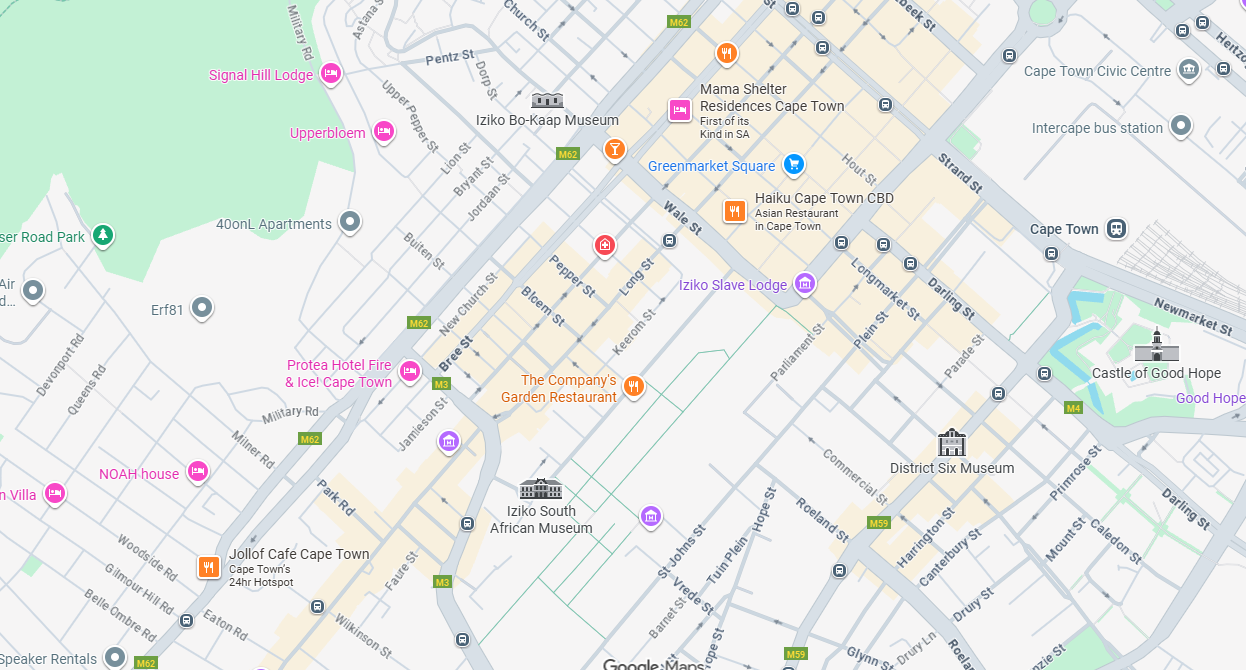 Military Rd
Astana S
Church St
M62
St
ebeck St
Hertzo
Pentz St
Dorp St
Signal Hill Lodge
Cape Town Civic Centre
Upper Pepper St
Iziko Bo-Kaap Museum
Mama Shelter
Residences Cape Town
First of its
Kind in SA
Upperbloem
Intercape bus station
Lion St
M62
Greenmarket Square
Hout St
Strand St
Bryant St
Jordaan St
Haiku Cape Town CBD
Asian Restaurant
in Cape Town
Wale St
40onL Apartments
ser Road Park
Cape Town
Buiten St
Pepper St
Long St
Iziko Slave Lodge
Longmarket St
Darling St
Air
d...
Erf81
New Church St
Bloem St
Keerom St
Newmarket St
M62
Plein St
Parade St
Parliament St
Bree St
Devonport Rd
Queens Rd
Protea Hotel Fire
& Ice! Cape Town
M3
The Company's
Garden Restaurant
Castle of Good Hope
Good Hope
M4
Military Rd
Jamieson St
M62
Milner Rd
District Six Museum
NOAH house
Commercial St
Primrose St
n Villa
Park Rd
Iziko South
African Museum
Hope St
Roeland St
M59
Darling St
Harrington St
Canterbury St
Mount St
Caledon St
Woodside Rd
Jollof Cafe Cape Town
Cape Town's
24hr Hotspot
Faure St
M3
St Johns St
Tuin Plein
Gilmour Hill Rd
Belle Ombre Rd
Eaton Rd
Wilkinson St
Vrede St
Barnet St
Hope St
Drury St
Drury Ln
Roelan
Glynn St
nzie St
M59
Speaker Rentals
M62
Google Maps